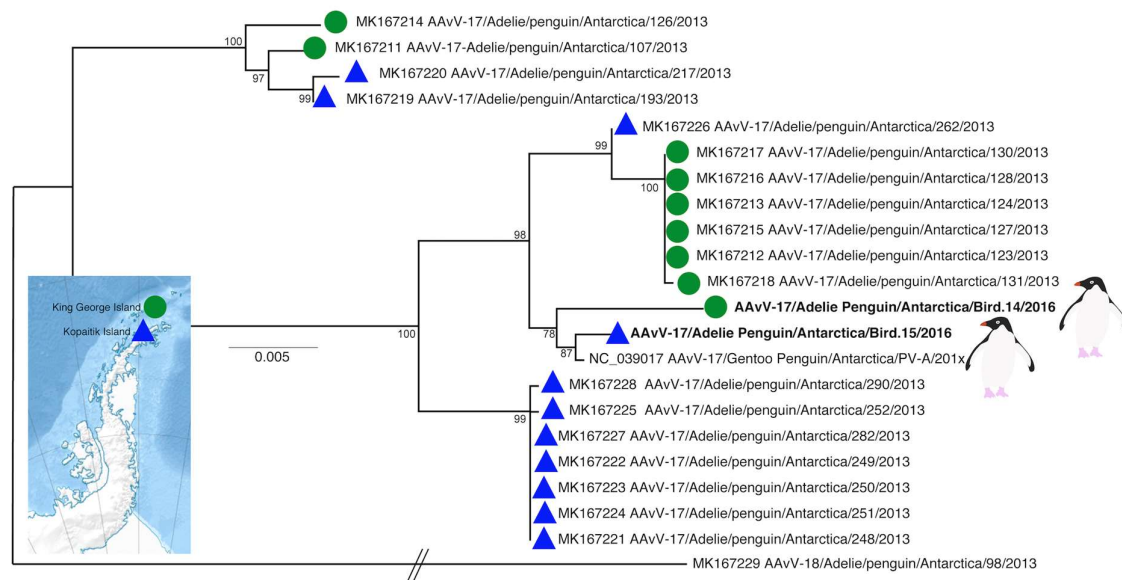 MK167214 AAvV-17/Adelie/penguin/Antarctica/126/2013
100
MK167211 AAvV-17-Adelie/penguin/Antarctica/107/2013
97
MK167220 AAvV-17/Adelie/penguin/Antarctica/217/2013
99
MK167219 AAvV-17/Adelie/penguin/Antarctica/193/2013
MK167226 AAvV-17/Adelie/penguin/Antarctica/262/2013
99
MK167217 AAvV-17/Adelie/penguin/Antarctica/130/2013
MK167216 AAvV-17/Adelie/penguin/Antarctica/128/2013
100
MK167213 AAvV-17/Adelie/penguin/Antarctica/124/2013
98
MK167215 AAvV-17/Adelie/penguin/Antarctica/127/2013
MK167212 AAvV-17/Adelie/penguin/Antarctica/123/2013
MK167218 AAvV-17/Adelie/penguin/Antarctica/131/2013
King George Island
AAvV-17/Adelie Penguin/Antarctica/Bird.14/2016
Kopaitik Island
100
78
AAvV-17/Adelie Penguin/Antarctica/Bird.15/2016
0.005
87
NC_039017 AAvV-17/Gentoo Penguin/Antarctica/PV-A/201x
MK167228 AAvV-17/Adelie/penguin/Antarctica/290/2013
99
MK167225 AAvV-17/Adelie/penguin/Antarctica/252/2013
MK167227 AAvV-17/Adelie/penguin/Antarctica/282/2013
MK167222 AAvV-17/Adelie/penguin/Antarctica/249/2013
MK167223 AAvV-17/Adelie/penguin/Antarctica/250/2013
MK167224 AAvV-17/Adelie/penguin/Antarctica/251/2013
MK167221 AAvV-17/Adelie/penguin/Antarctica/248/2013
MK167229 AAvV-18/Adelie/penguin/Antarctica/98/2013